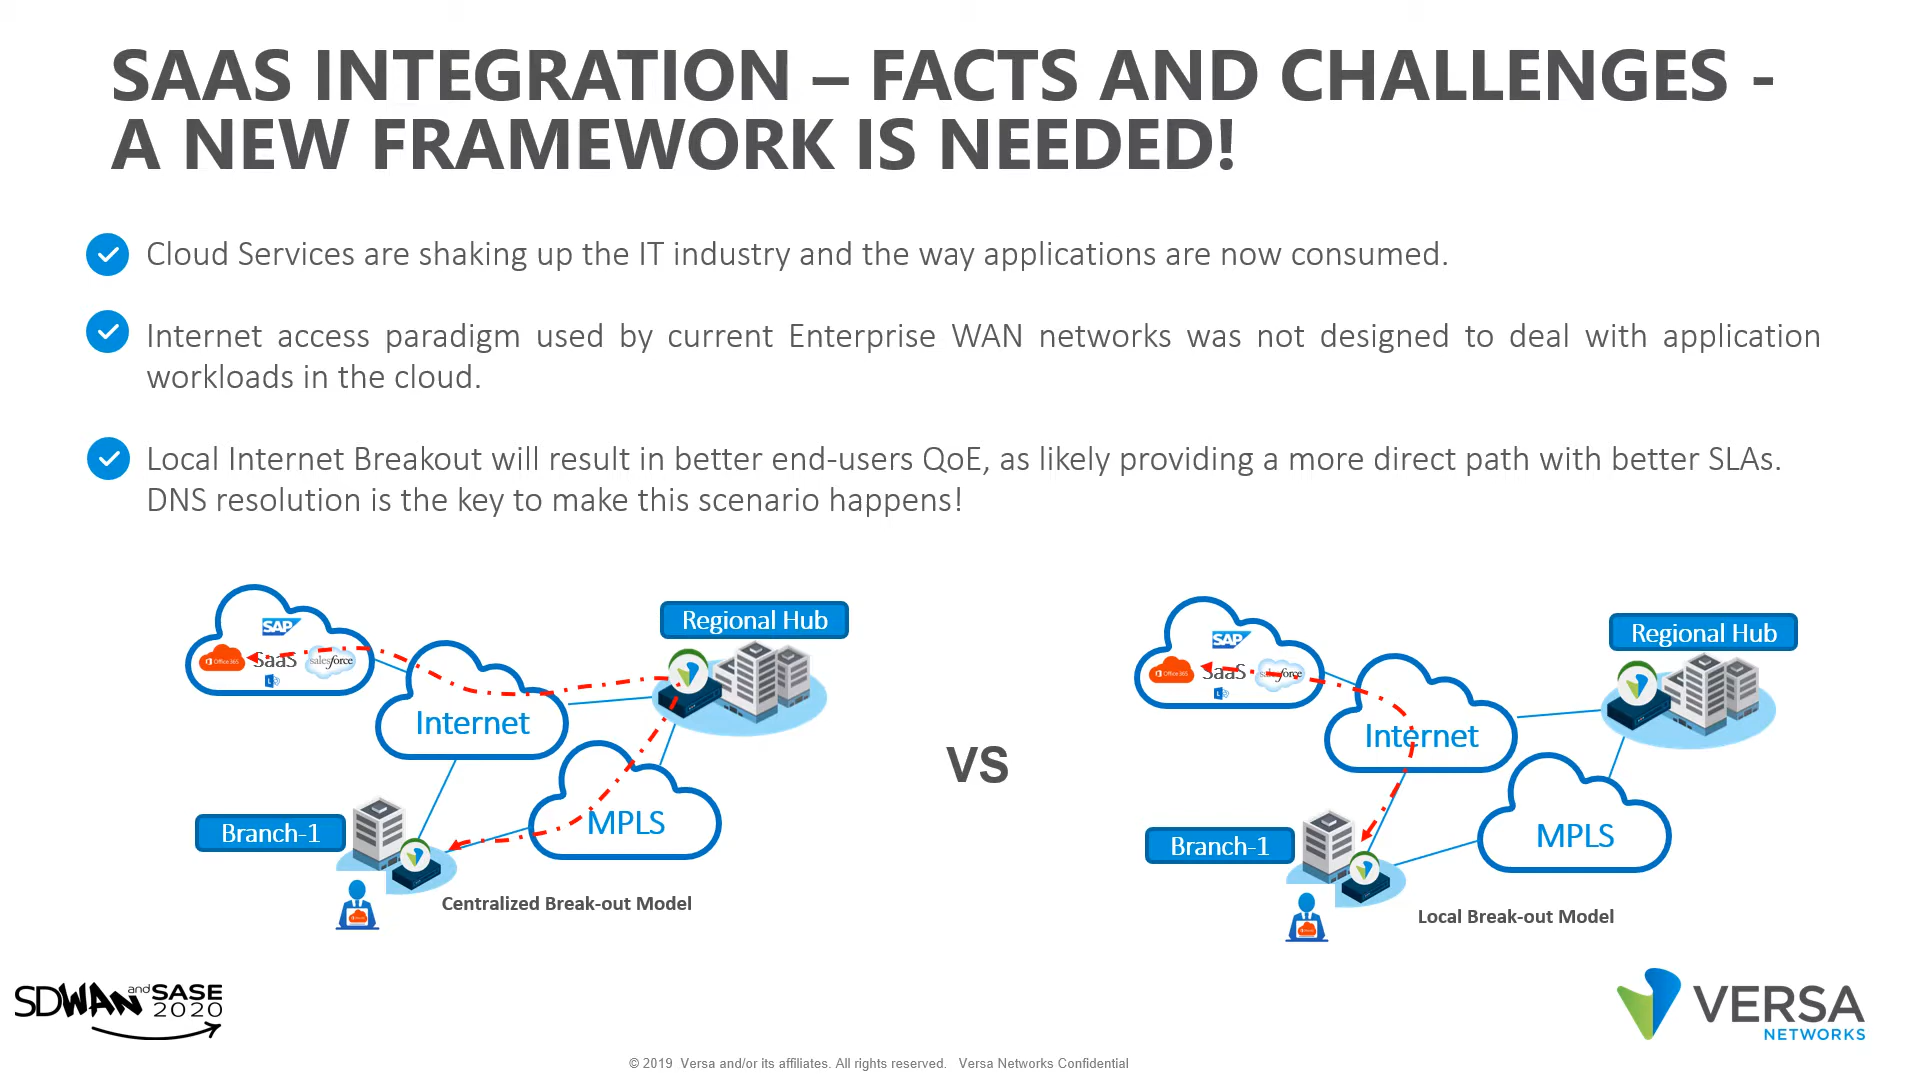 SAAS INTEGRATION – FACTS AND CHALLENGES -
A NEW FRAMEWORK IS NEEDED!
Cloud Services are shaking up the IT industry and the way applications are now consumed.
Internet access paradigm used by current Enterprise WAN networks was not designed to deal with application
workloads in the cloud.
Local Internet Breakout will result in better end-users QoE, as likely providing a more direct path with better SLAs.
DNS resolution is the key to make this scenario happens!
SAP
Office 365
SaaS
salesforce
Internet
Regional Hub
MPLS
Branch-1
Centralized Break-out Model
VS
SAP
Office 365
SaaS
salesforce
Internet
Regional Hub
MPLS
Branch-1
Local Break-out Model
SDWAN and SASE
2020
VERSA
NETWORKS
© 2019 Versa and/or its affiliates. All rights reserved. Versa Networks Confidential